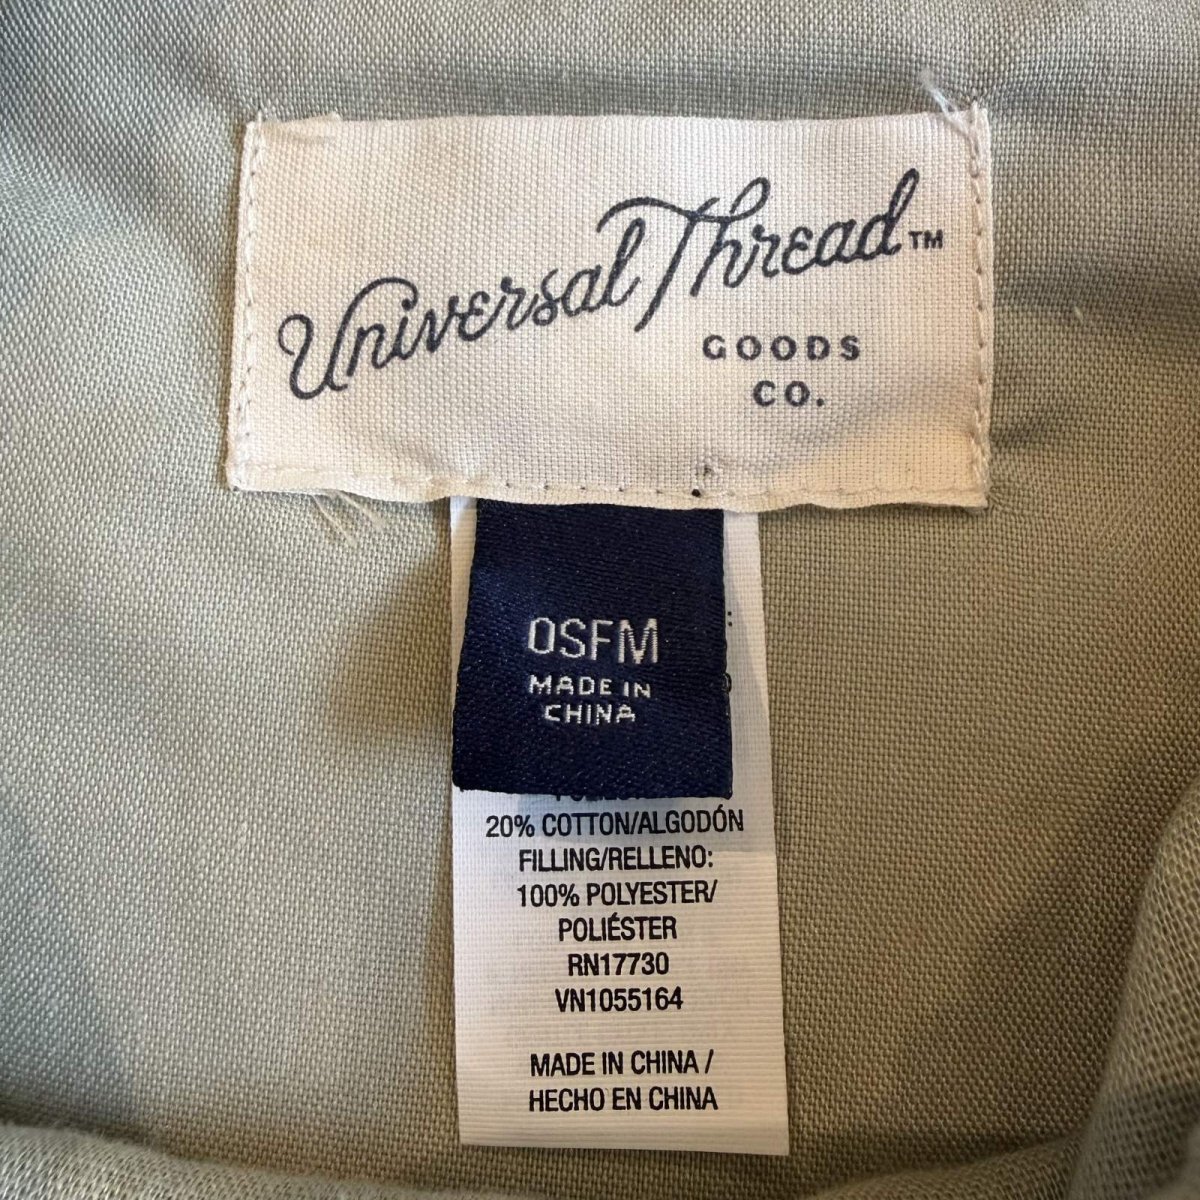 Universal Thread™
GOODS
CO.
OSFM
MADE IN
CHINA
20% COTTON/ALGODÓN
FILLING/RELLENO:
100% POLYESTER/
POLIÉSTER
RN17730
VN1055164
MADE IN CHINA /
HECHO EN CHINA